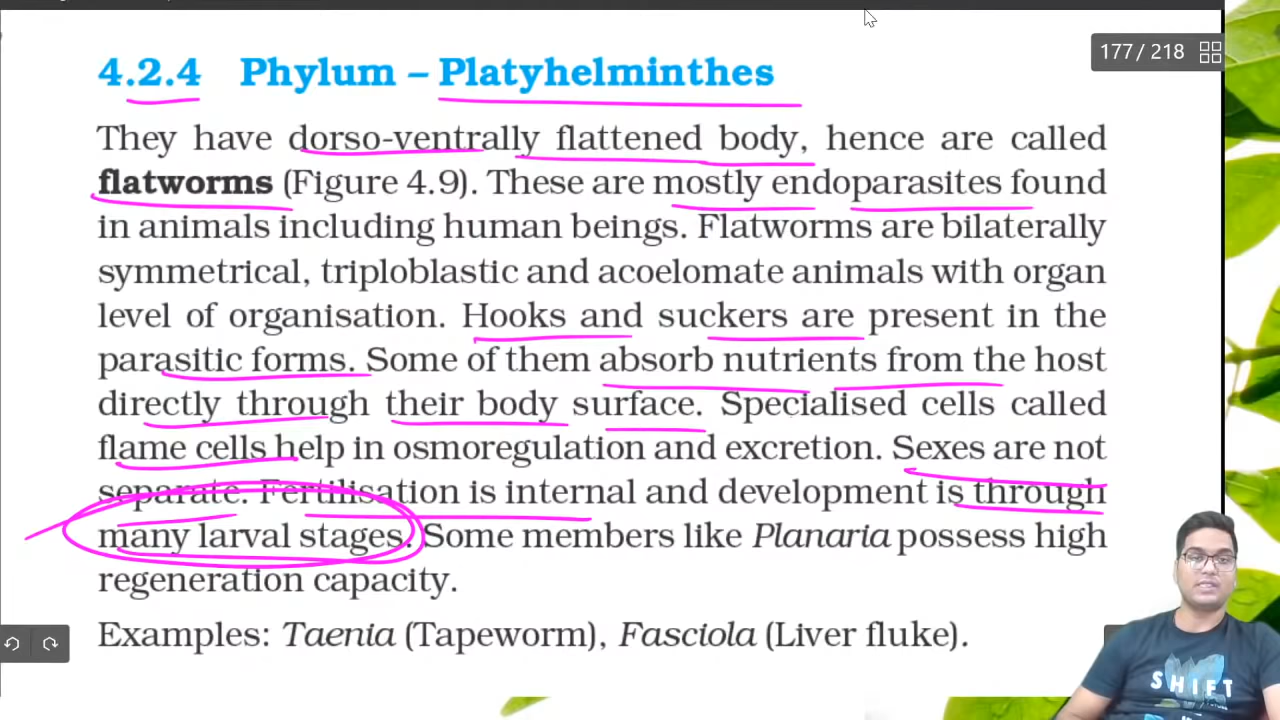 177 / 218
4.2.4 Phylum – Platyhelminthes
They have dorso-ventrally flattened body, hence are called
flatworms (Figure 4.9). These are mostly endoparasites found
in animals including human beings. Flatworms are bilaterally
symmetrical, triploblastic and acoelomate animals with organ
level of organisation. Hooks and suckers are present in the
parasitic forms. Some of them absorb nutrients from the host
directly through their body surface. Specialised cells called
flame cells help in osmoregulation and excretion. Sexes are not
separate. Fertilisation is internal and development is through
many larval stages. Some members like Planaria possess high
regeneration capacity.
Examples: Taenia (Tapeworm), Fasciola (Liver fluke).
SHIFT